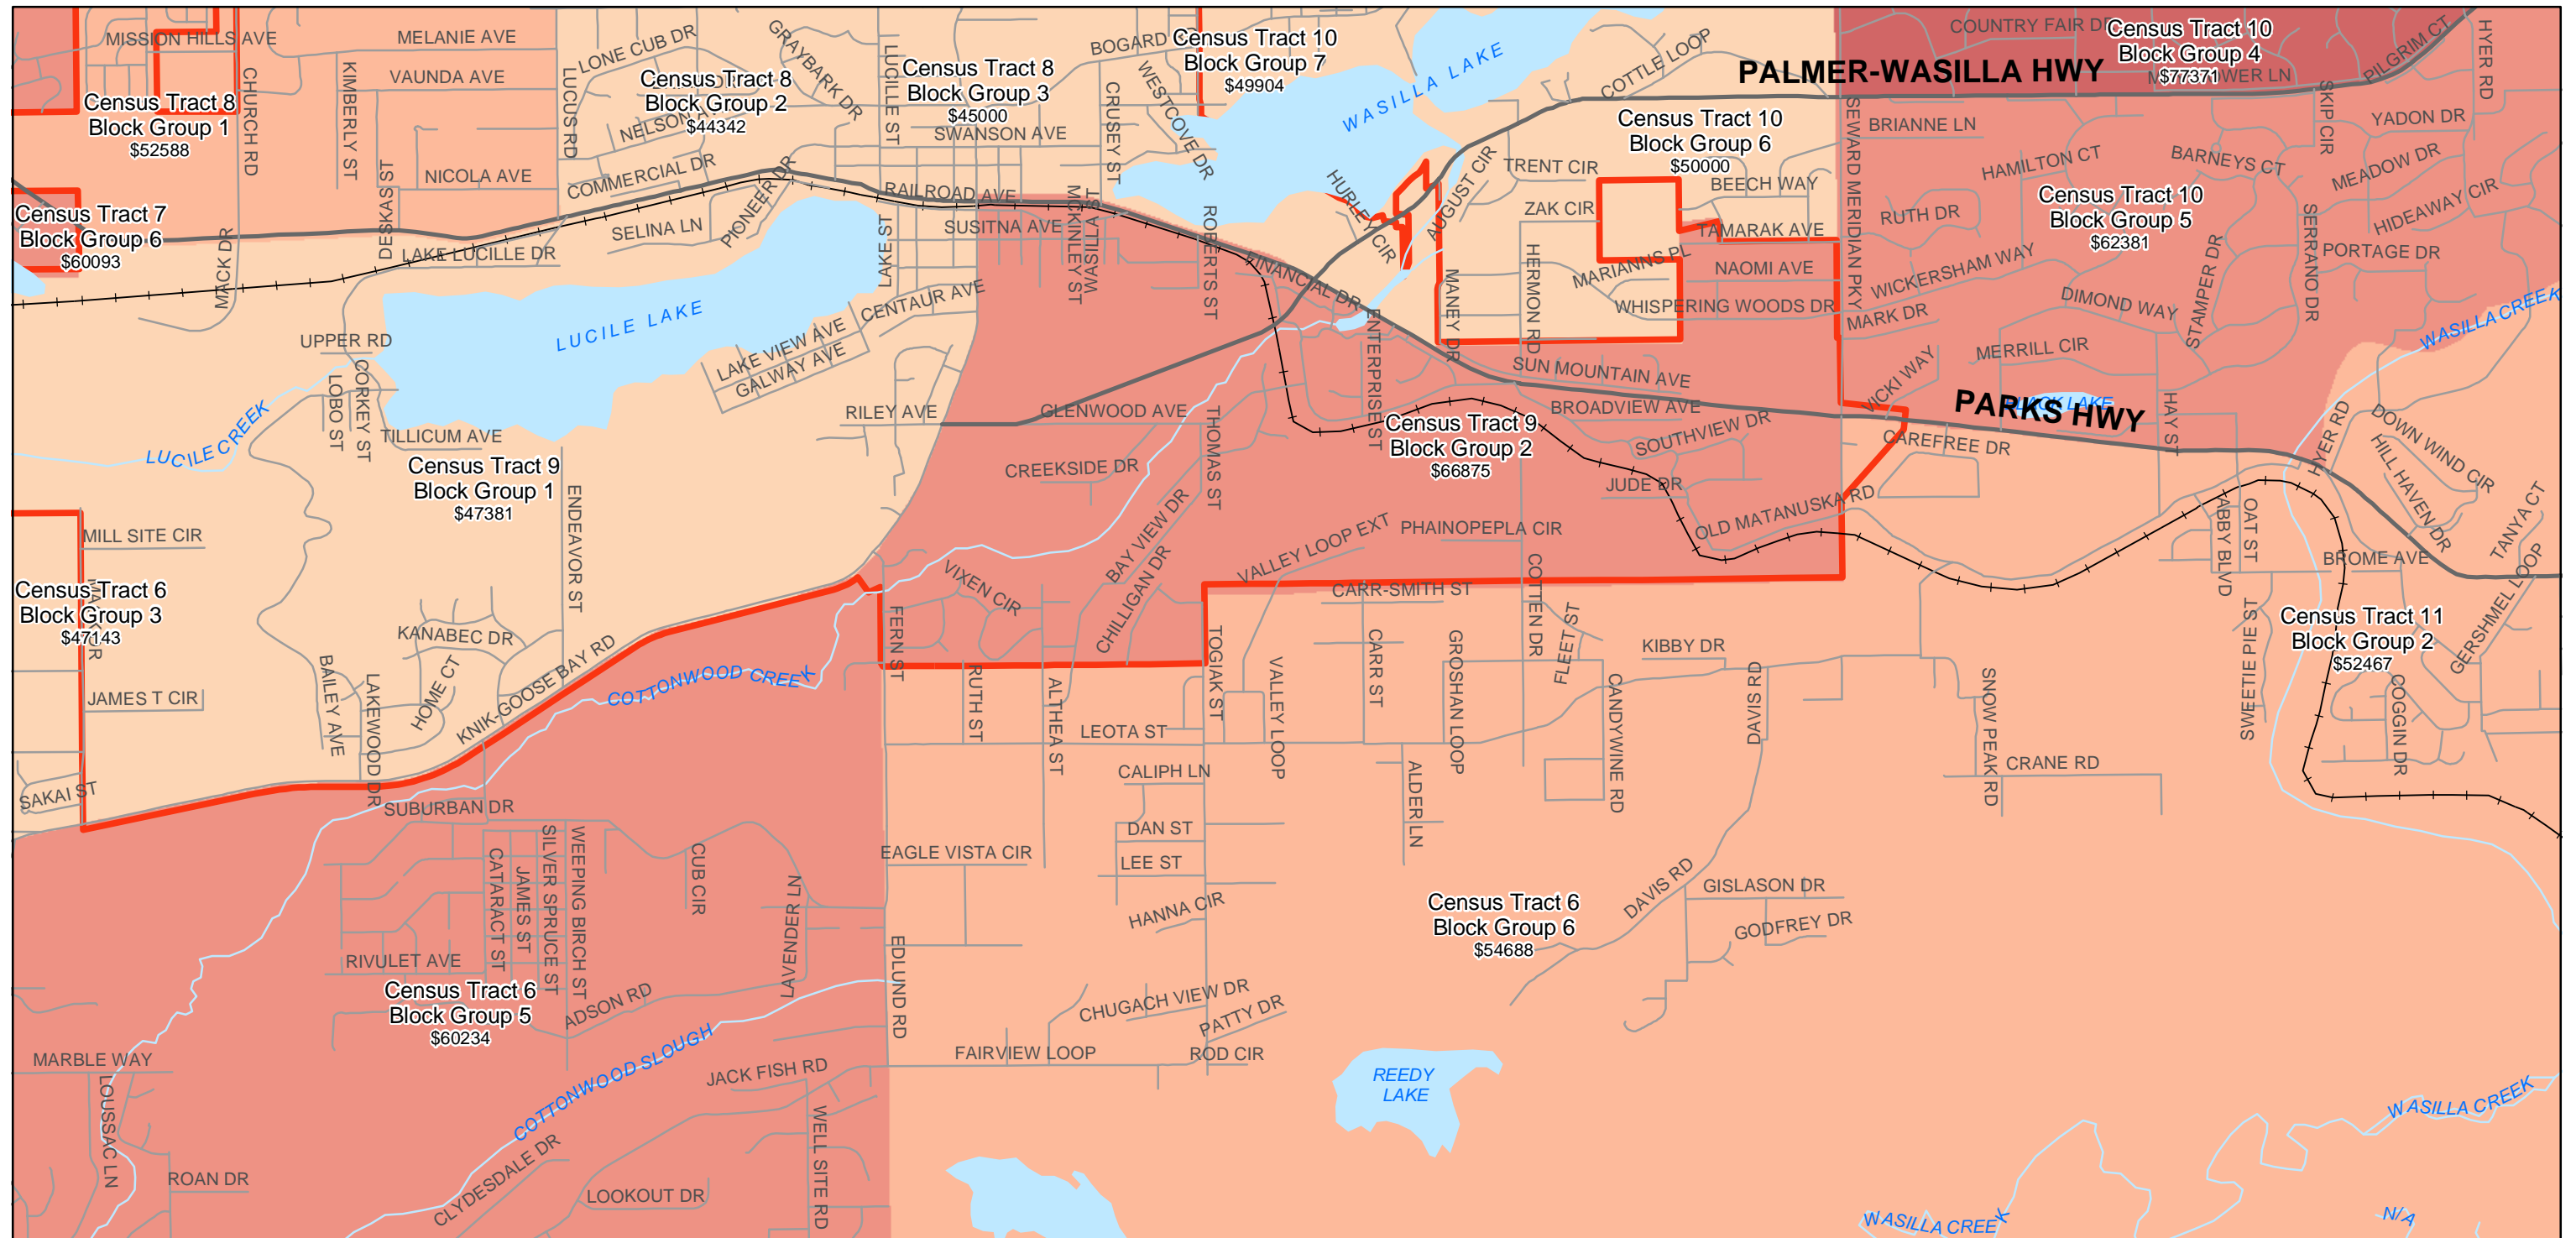 MISSION HILLS AVE
MELANIE AVE
VAUNDA AVE
CHURCH RD
KIMBERLY ST
LUCUS RD
LONE CUB DR
GRAYBARK DR
LUCILLE ST
BOGARD
Census Tract 10
Block Group 7
$49904
WASILLA LAKE
COTTLE LOOP
PALMER-WASILLA HWY
COUNTRY FAIR DR
Census Tract 10
Block Group 4
$77371
WER LN
PILGRIM CT
HYER RD
Census Tract 8
Block Group 1
$52588
Census Tract 8
Block Group 2
$44342
NELSON
Census Tract 8
Block Group 3
$45000
SWANSON AVE
CRUSEY ST
WESTCOVE DR
Census Tract 10
Block Group 6
$50000
SEWARD MERIDIAN PKY
BRIANNE LN
SKIP CIR
YADON DR
DESKAS ST
NICOLA AVE
COMMERCIAL DR
PIONEER DR
RAILROAD AVE
HURLEY CIR
AUGUST CIR
TRENT CIR
BEECH WAY
HAMILTON CT
BARNEYS CT
MEADOW DR
HIDEAWAY CIR
Census Tract 7
Block Group 6
$60093
MACK DR
LAKE LUCILLE DR
SELINA LN
LAKE ST
SUSITNA AVE
MCKINLEY ST
WASILLA ST
ROBERTS ST
ZAK CIR
TAMARAK AVE
RUTH DR
Census Tract 10
Block Group 5
$62381
SERRANO DR
PORTAGE DR
FINANCIAL DR
MANEY DR
HERMON RD
MARIANNS PL
NAOMI AVE
WICKERSHAM WAY
WHISPERING WOODS DR
MARK DR
DIMOND WAY
STAMPER DR
WASILLA CREEK
UPPER RD
LUCILE LAKE
LAKE VIEW AVE
GALWAY AVE
CENTAUR AVE
ENTERPRISE ST
SUN MOUNTAIN AVE
VICKI WAY
MERRILL CIR
LACK LAKE
PARKS HWY
LOBO ST
CORKEY ST
LUCILE CREEK
TILLICUM AVE
RILEY AVE
GLENWOOD AVE
THOMAS ST
Census Tract 9
Block Group 2
$66875
BROADVIEW AVE
SOUTHVIEW DR
CAREFREE DR
HAY ST
HYER RD
DOWN WIND CIR
HILL HAVEN DR
TANYA CT
Census Tract 9
Block Group 1
$47381
ENDEAVOR ST
CREEKSIDE DR
BAY VIEW DR
CHILLIGAN DR
JUDE DR
OLD MATANUSKA RD
ABBY BLVD
OAT ST
BROME AVE
GERSHMEL LOOP
MILL SITE CIR
VALLEY LOOP EXT
PHAINOPEPLA CIR
COTTEN DR
Census Tract 6
Block Group 3
$47143
VIXEN CIR
CARR-SMITH ST
FLEET ST
KIBBY DR
SWEETIE PIE ST
Census Tract 11
Block Group 2
$52467
COGGIN DR
KANABEC DR
HOME CT
BAILEY AVE
LAKEWOOD DR
KNIK-GOOSE BAY RD
COTTONWOOD CREEK
FERN ST
RUTH ST
ALTHEA ST
TOGIAK ST
VALLEY LOOP
CARR ST
GROSHAN LOOP
CANDYWINE RD
DAVIS RD
SNOW PEAK RD
JAMES T CIR
LEOTA ST
CALIPH LN
ALDER LN
CRANE RD
SAKAI ST
SUBURBAN DR
CATARACT ST
JAMES ST
SILVER SPRUCE ST
WEEPING BIRCH ST
CUB CIR
LAVENDER LN
EAGLE VISTA CIR
DAN ST
LEE ST
HANNA CIR
Census Tract 6
Block Group 6
$54688
DAVIS RD
GISLASON DR
GODFREY DR
RIVULET AVE
Census Tract 6
Block Group 5
$60234
ADSON RD
EDLUND RD
CHUGACH VIEW DR
PATTY DR
MARBLE WAY
LOUSSAC LN
COTTONWOOD SLOUGH
JACK FISH RD
FAIRVIEW LOOP
ROD CIR
REEDY
LAKE
WASILLA CREEK
ROAN DR
CLYDESDALE DR
LOOKOUT DR
WELL SITE RD
WASILLA CREEK
N/A